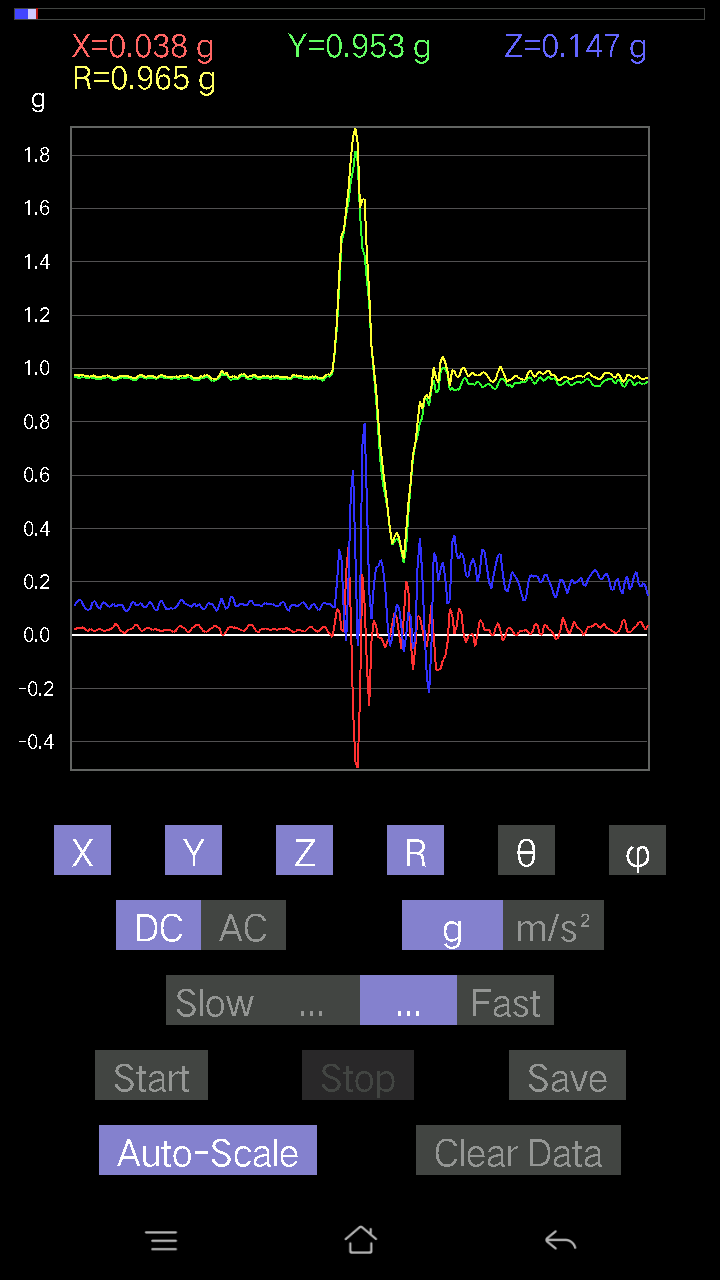 X=0.038 g Y=0.953 g Z=0.147 g
R=0.965 g
g
1.8
1.6
1.4
1.2
1.0
0.8
0.6
0.4
0.2
0.0
-0.2
-0.4
X Y Z R θ φ
DC AC g m/s²
Slow ... ... Fast
Start Stop Save
Auto-Scale Clear Data